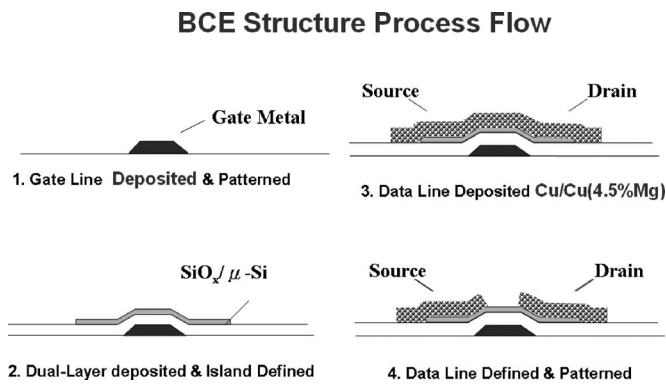 BCE Structure Process Flow
Gate Metal
1. Gate Line Deposited & Patterned
SiOx/ μ-Si
2. Dual-Layer deposited & Island Defined
Source Drain
3. Data Line Deposited Cu/Cu(4.5%Mg)
Source Drain
4. Data Line Defined & Patterned